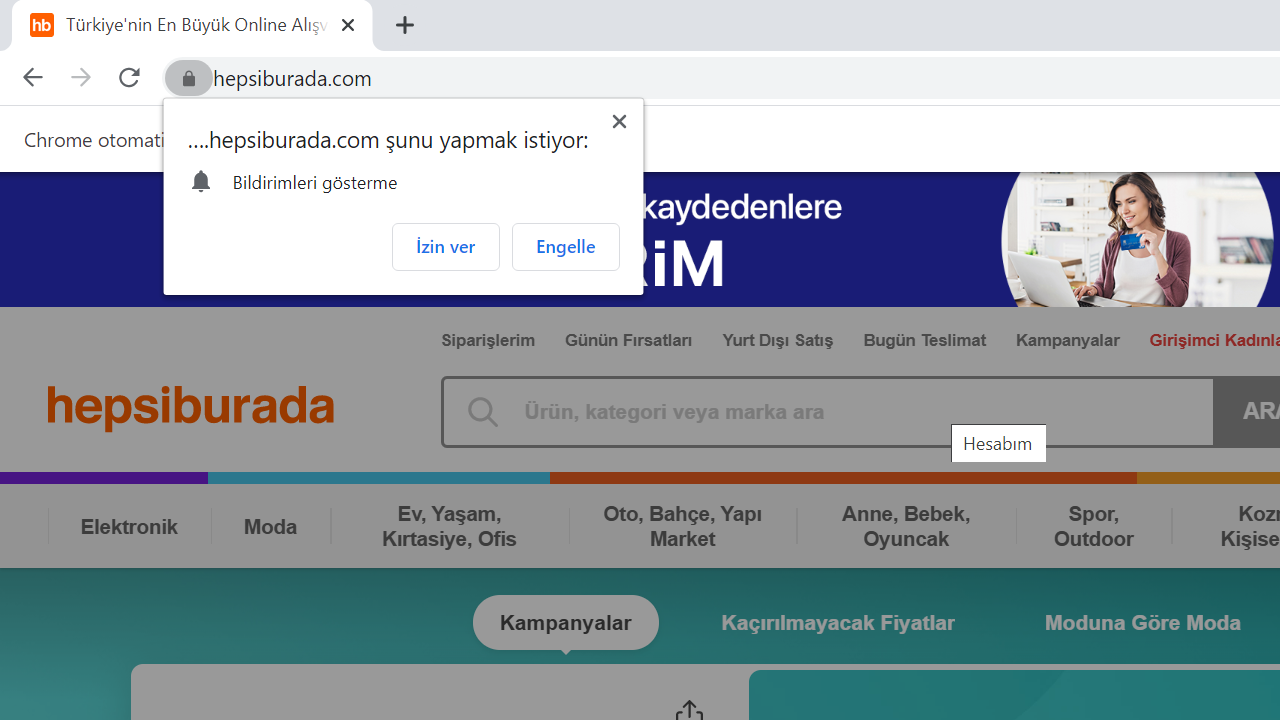 hb Türkiye'nin En Büyük Online Alışv
hepsiburada.com
Chrome otomati
....hepsiburada.com şunu yapmak istiyor:
Bildirimleri gösterme
İzin ver Engelle
kaydedenlere
RİM
Siparişlerim Günün Fırsatları Yurt Dışı Satış Bugün Teslimat Kampanyalar Girişimci Kadınla
hepsiburada
Ürün, kategori veya marka ara
ARA
Hesabım
Elektronik
Moda
Ev, Yaşam,
Kırtasiye, Ofis
Oto, Bahçe, Yapı
Market
Anne, Bebek,
Oyuncak
Spor,
Outdoor
Kozm
Kişise
Kampanyalar Kaçırılmayacak Fiyatlar Moduna Göre Moda